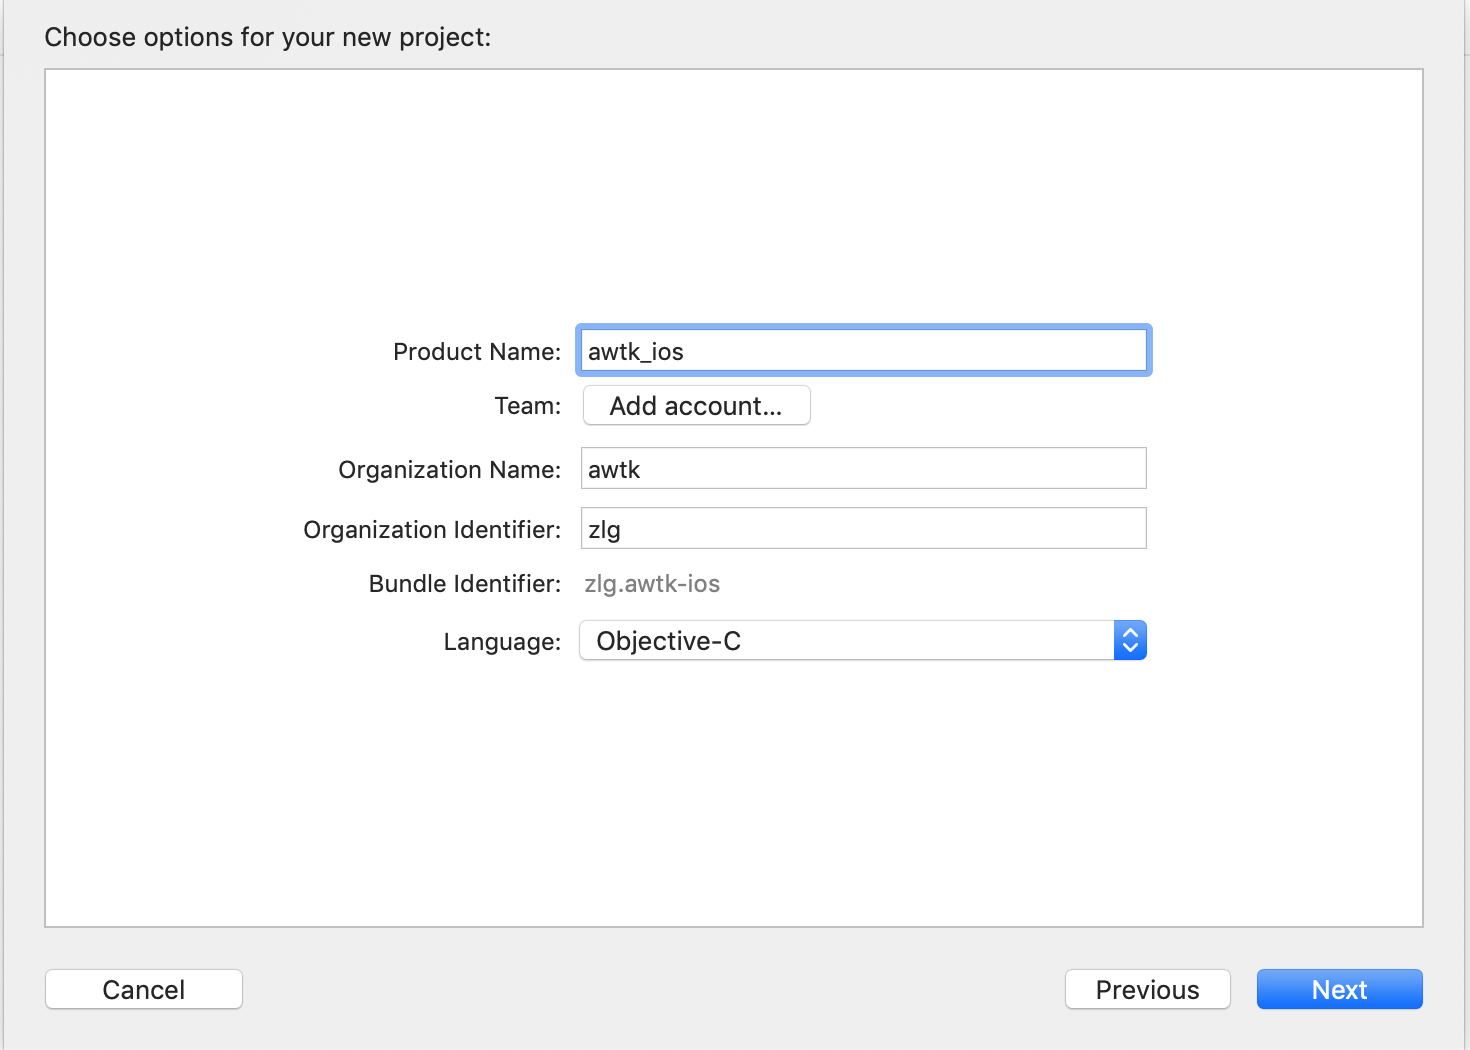 Choose options for your new project:
Product Name: awtk_ios
Team: Add account...
Organization Name: awtk
Organization Identifier: zlg
Bundle Identifier: zlg.awtk-ios
Language: Objective-C
Cancel Previous Next